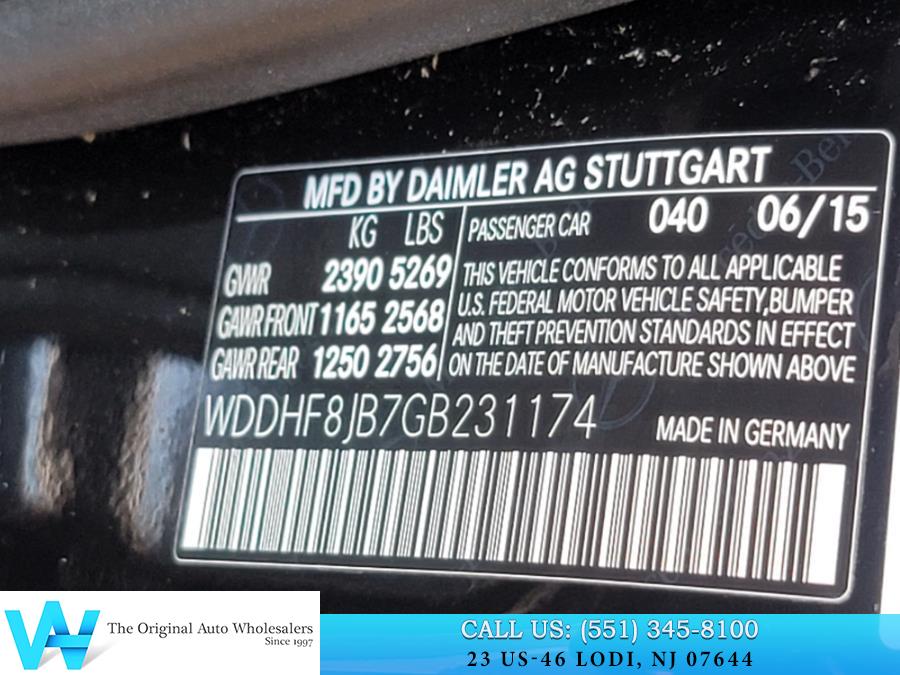 MFD BY DAIMLER AG STUTTGART
KG LBS
GVWR 2390 5269
GAWR FRONT 1165 2568
GAWR REAR 1250 2756
PASSENGER CAR 040 06/15
THIS VEHICLE CONFORMS TO ALL APPLICABLE
U.S. FEDERAL MOTOR VEHICLE SAFETY,BUMPER
AND THEFT PREVENTION STANDARDS IN EFFECT
ON THE DATE OF MANUFACTURE SHOWN ABOVE
WDDHF8JB7GB231174
MADE IN GERMANY
The Original Auto Wholesalers
Since 1997
CALL US: (551) 345-8100
23 US-46 LODI, NJ 07644